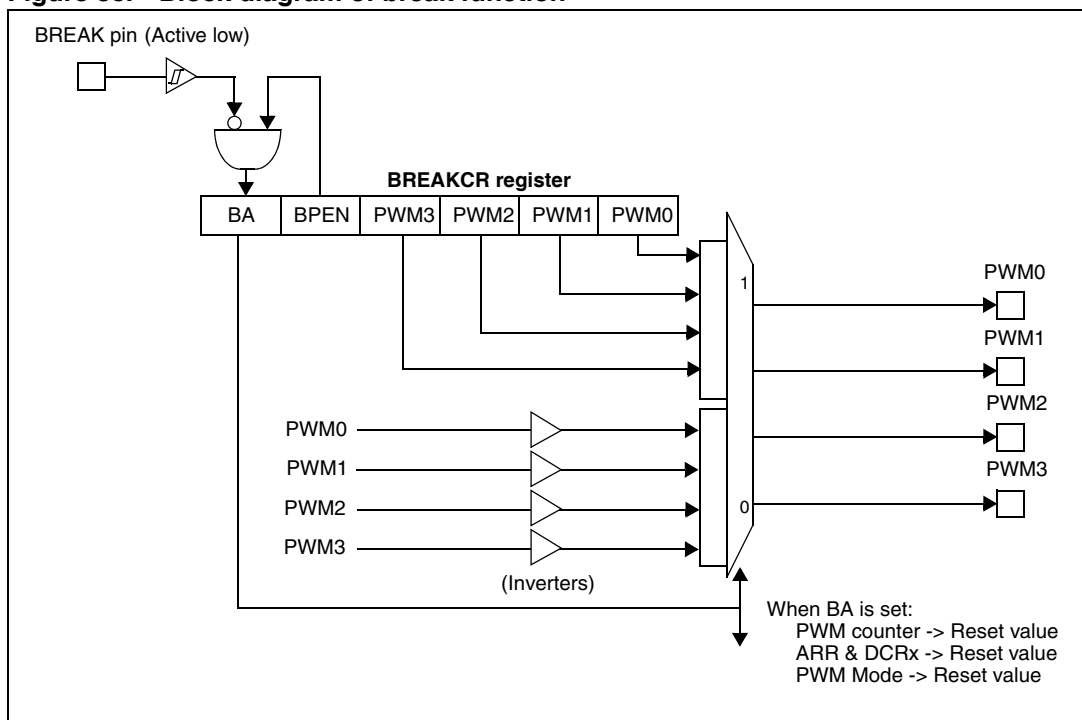 BREAK pin (Active low)
BREAKCR register
BA BPEN PWM3 PWM2 PWM1 PWM0
1
PWM0
PWM1
PWM2
PWM3
PWM0
PWM1
PWM2
PWM3
0
(Inverters)
When BA is set:
PWM counter -> Reset value
ARR & DCRx -> Reset value
PWM Mode -> Reset value